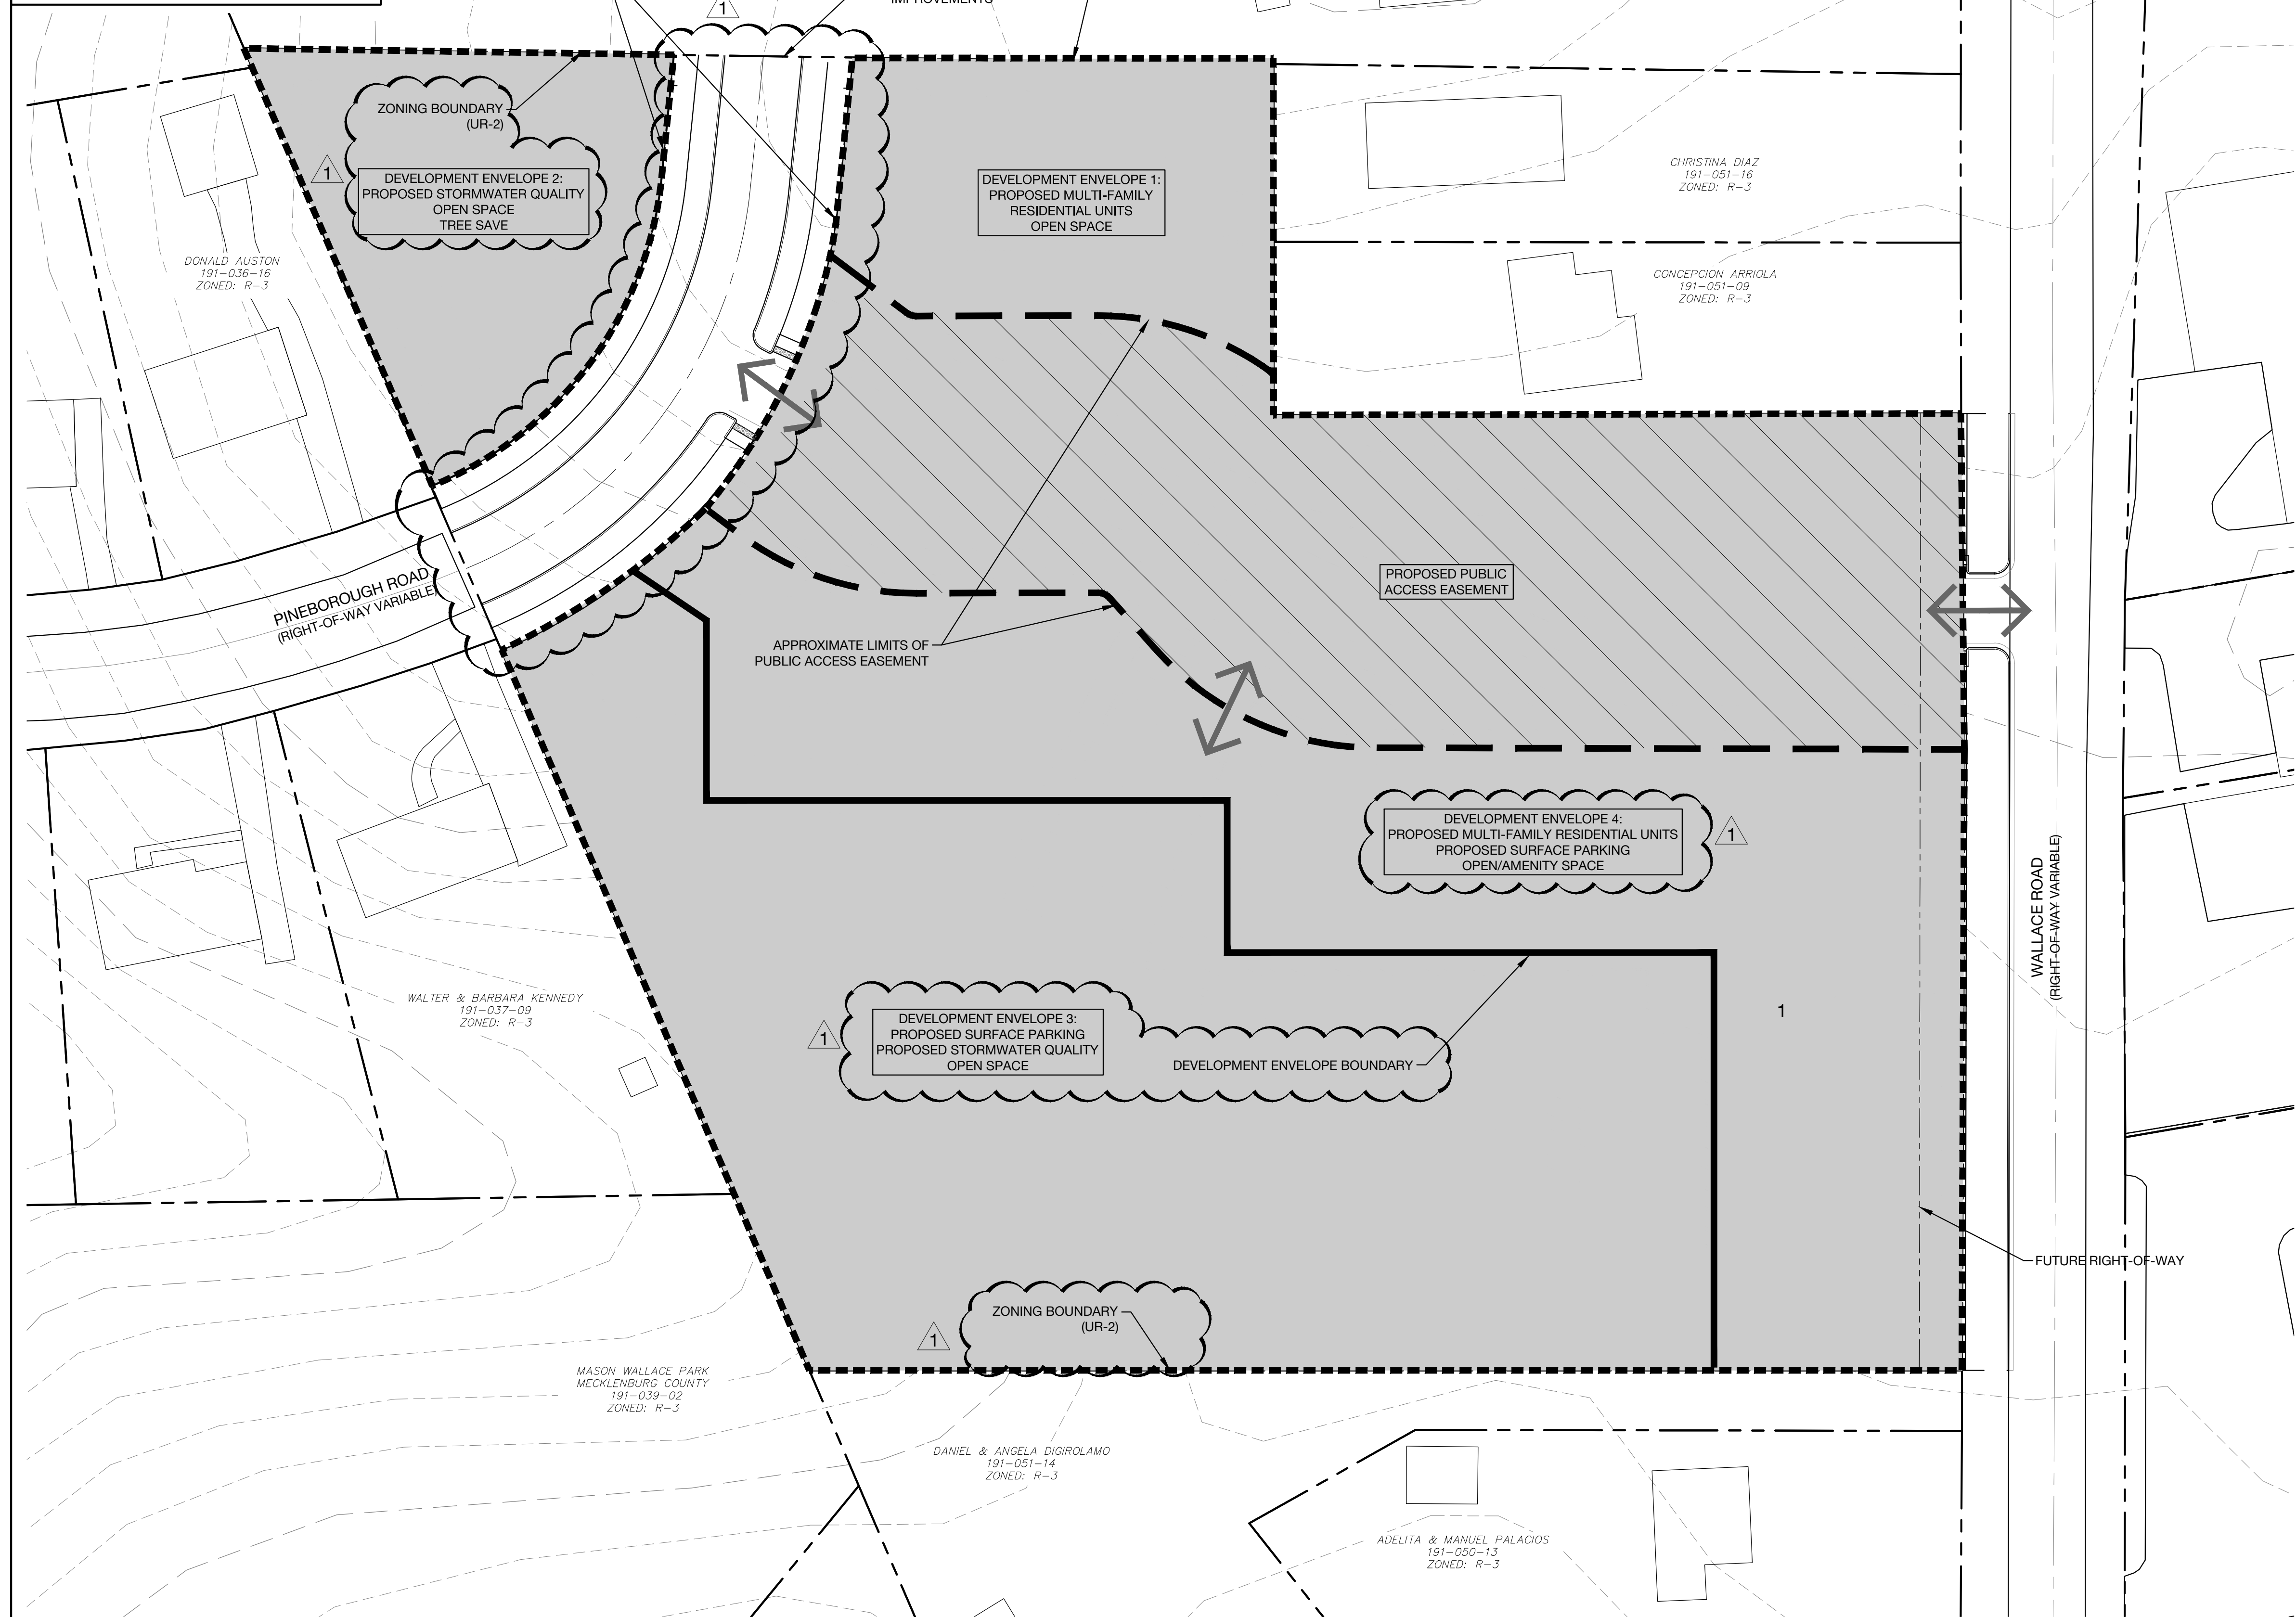 IMPROVEMENTS
1
ZONING BOUNDARY
(UR-2)
1
DEVELOPMENT ENVELOPE 2:
PROPOSED STORMWATER QUALITY
OPEN SPACE
TREE SAVE
DEVELOPMENT ENVELOPE 1:
PROPOSED MULTI-FAMILY
RESIDENTIAL UNITS
OPEN SPACE
CHRISTINA DIAZ
191-051-16
ZONED: R-3
DONALD AUSTON
191-036-16
ZONED: R-3
CONCEPCION ARRIOLA
191-051-09
ZONED: R-3
PINEBOROUGH ROAD
(RIGHT-OF-WAY VARIABLE)
PROPOSED PUBLIC
ACCESS EASEMENT
APPROXIMATE LIMITS OF
PUBLIC ACCESS EASEMENT
DEVELOPMENT ENVELOPE 4:
PROPOSED MULTI-FAMILY RESIDENTIAL UNITS
PROPOSED SURFACE PARKING
OPEN/AMENITY SPACE
1
WALLACE ROAD
(RIGHT-OF-WAY VARIABLE)
WALTER & BARBARA KENNEDY
191-037-09
ZONED: R-3
1
DEVELOPMENT ENVELOPE 3:
PROPOSED SURFACE PARKING
PROPOSED STORMWATER QUALITY
OPEN SPACE
DEVELOPMENT ENVELOPE BOUNDARY
1
FUTURE RIGHT-OF-WAY
ZONING BOUNDARY
(UR-2)
1
MASON WALLACE PARK
MECKLENBURG COUNTY
191-039-02
ZONED: R-3
DANIEL & ANGELA DIGIROLAMO
191-051-14
ZONED: R-3
ADELITA & MANUEL PALACIOS
191-050-13
ZONED: R-3